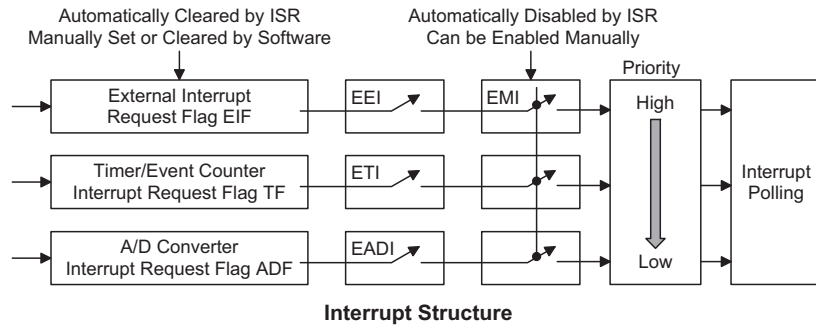 Automatically Cleared by ISR
Manually Set or Cleared by Software
Automatically Disabled by ISR
Can be Enabled Manually
Priority
External Interrupt
Request Flag EIF
EEI
EMI
High
Timer/Event Counter
Interrupt Request Flag TF
ETI
Interrupt
Polling
A/D Converter
Interrupt Request Flag ADF
EADI
Low
Interrupt Structure